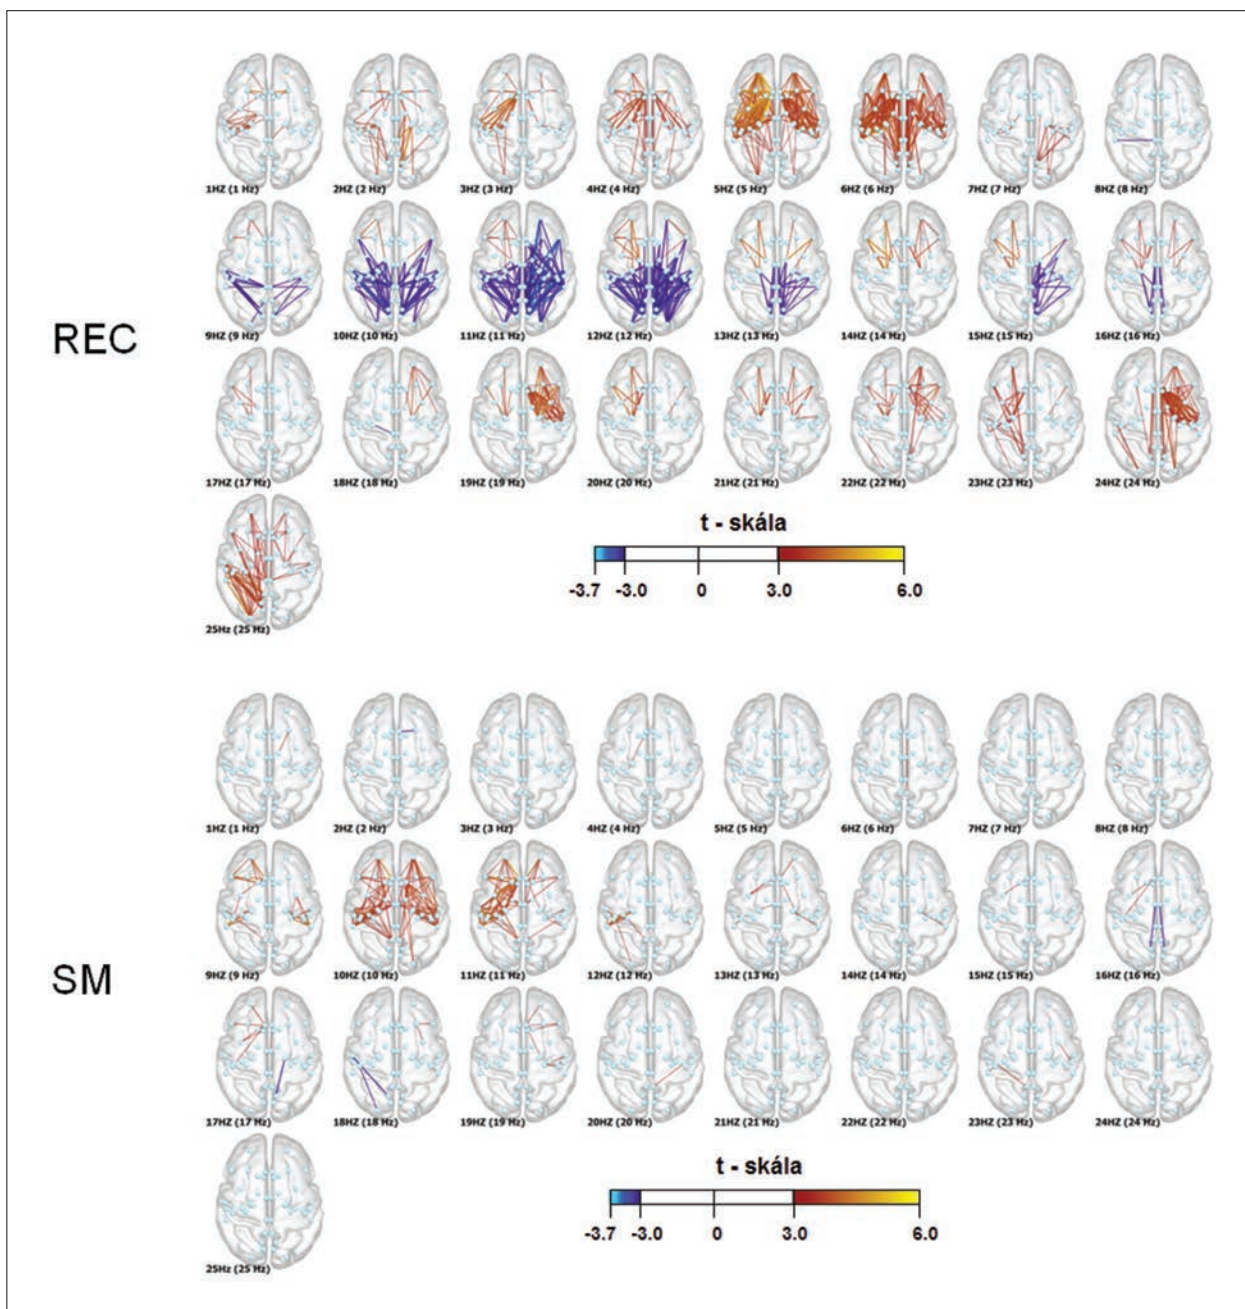 1HZ (1 Hz) 2HZ (2 Hz) 3HZ (3 Hz) 4HZ (4 Hz) 5HZ (5 Hz) 6HZ (6 Hz) 7HZ (7 Hz) 8HZ (8 Hz)
REC
9HZ (9 Hz) 10HZ (10 Hz) 11HZ (11 Hz) 12HZ (12 Hz) 13HZ (13 Hz) 14HZ (14 Hz) 15HZ (15 Hz) 16HZ (16 Hz)
17HZ (17 Hz) 18HZ (18 Hz) 19HZ (19 Hz) 20HZ (20 Hz) 21HZ (21 Hz) 22HZ (22 Hz) 23HZ (23 Hz) 24HZ (24 Hz)
t - skála
-3.7 -3.0 0 3.0 6.0
25Hz (25 Hz)
1HZ (1 Hz) 2HZ (2 Hz) 3HZ (3 Hz) 4HZ (4 Hz) 5HZ (5 Hz) 6HZ (6 Hz) 7HZ (7 Hz) 8HZ (8 Hz)
9HZ (9 Hz) 10HZ (10 Hz) 11HZ (11 Hz) 12HZ (12 Hz) 13HZ (13 Hz) 14HZ (14 Hz) 15HZ (15 Hz) 16HZ (16 Hz)
SM
17HZ (17 Hz) 18HZ (18 Hz) 19HZ (19 Hz) 20HZ (20 Hz) 21HZ (21 Hz) 22HZ (22 Hz) 23HZ (23 Hz) 24HZ (24 Hz)
t - skála
-3.7 -3.0 0 3.0 6.0
25Hz (25 Hz)